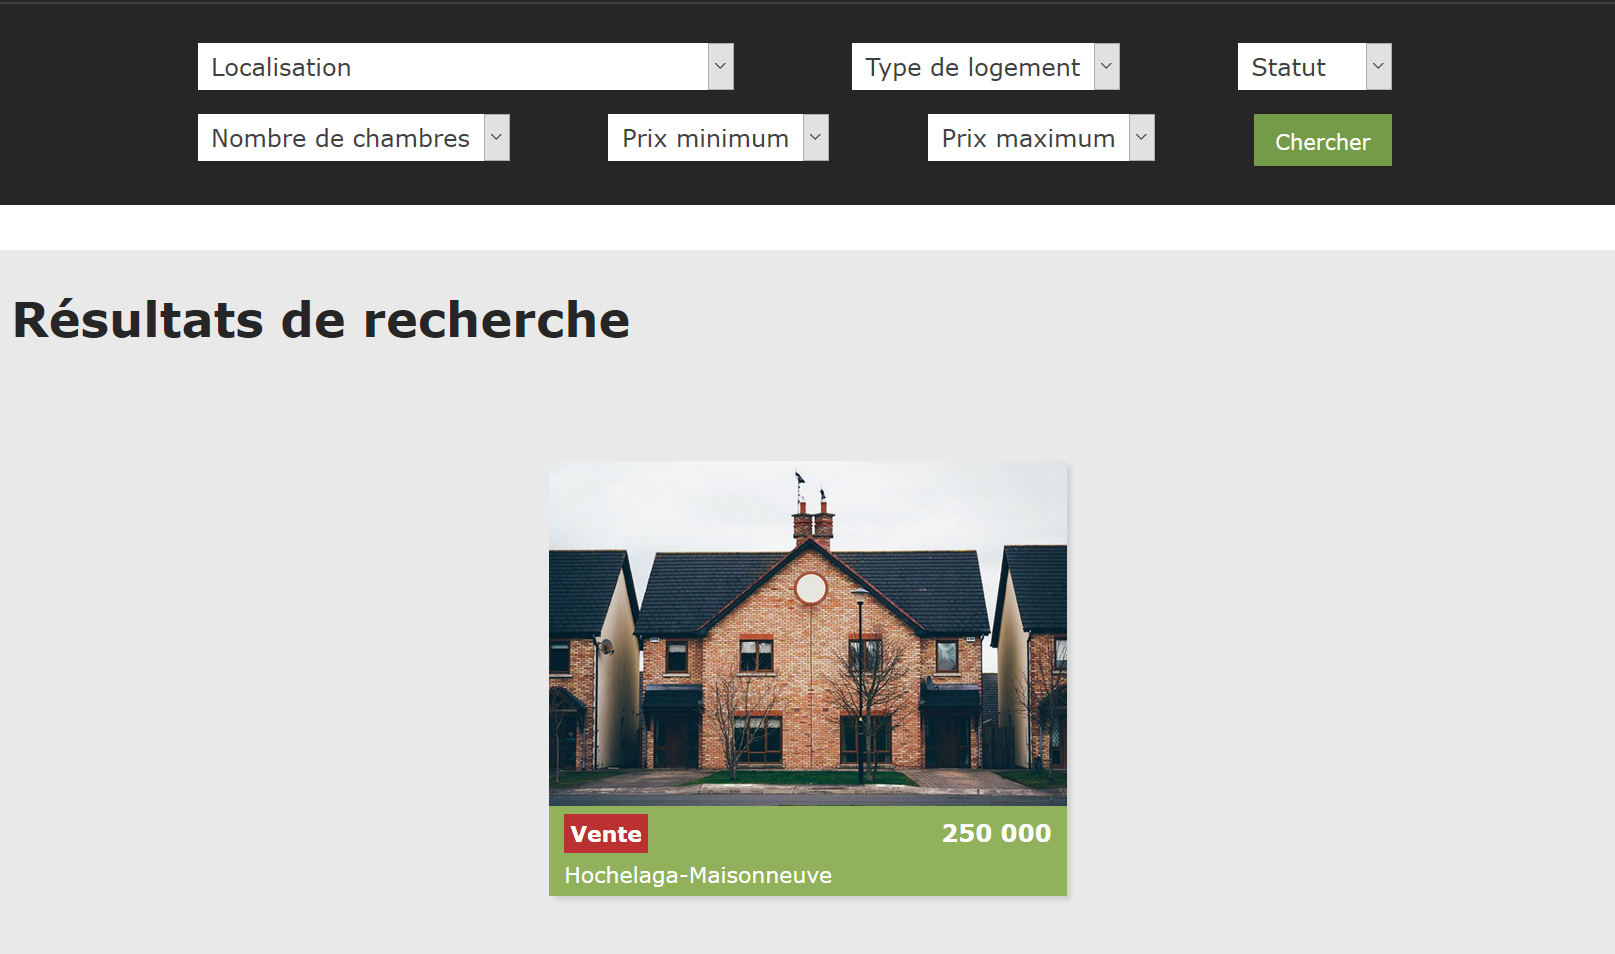 Localisation
Type de logement
Statut
Nombre de chambres
Prix minimum
Prix maximum
Chercher
Résultats de recherche
Vente
250 000
Hochelaga-Maisonneuve